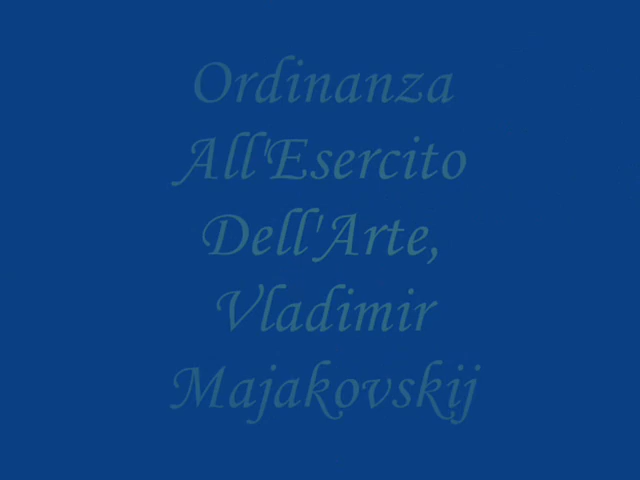 Ordinanza
All'Esercito
Dell'Arte,
Vladimir
Majakovskij